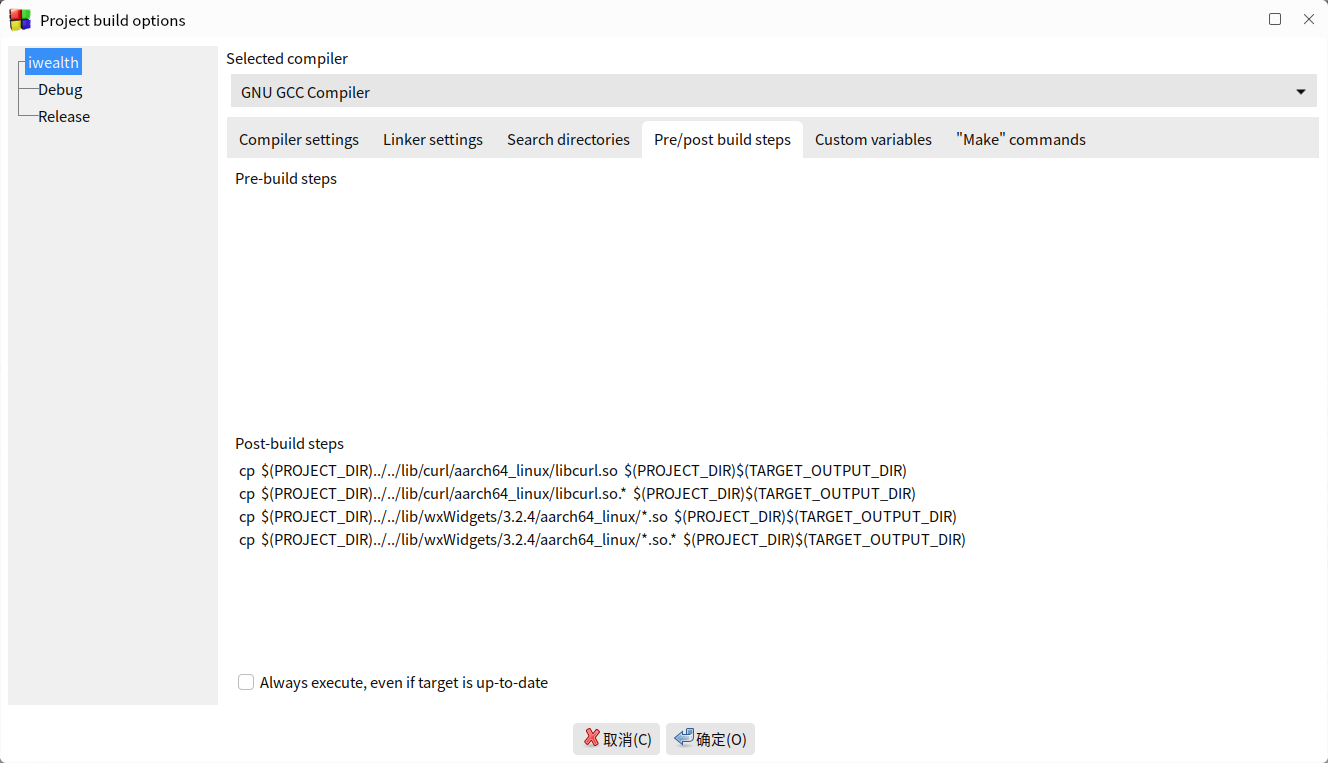 Project build options
iwealth
Debug
Release
Selected compiler
GNU GCC Compiler
Compiler settings Linker settings Search directories Pre/post build steps Custom variables "Make" commands
Pre-build steps
Post-build steps
cp $(PROJECT_DIR)../../lib/curl/aarch64_linux/libcurl.so $(PROJECT_DIR)$(TARGET_OUTPUT_DIR)
cp $(PROJECT_DIR)../../lib/curl/aarch64_linux/libcurl.so.* $(PROJECT_DIR)$(TARGET_OUTPUT_DIR)
cp $(PROJECT_DIR)../../lib/wxWidgets/3.2.4/aarch64_linux/*.so $(PROJECT_DIR)$(TARGET_OUTPUT_DIR)
cp $(PROJECT_DIR)../../lib/wxWidgets/3.2.4/aarch64_linux/*.so.* $(PROJECT_DIR)$(TARGET_OUTPUT_DIR)
Always execute, even if target is up-to-date
取消(C) 确定(O)